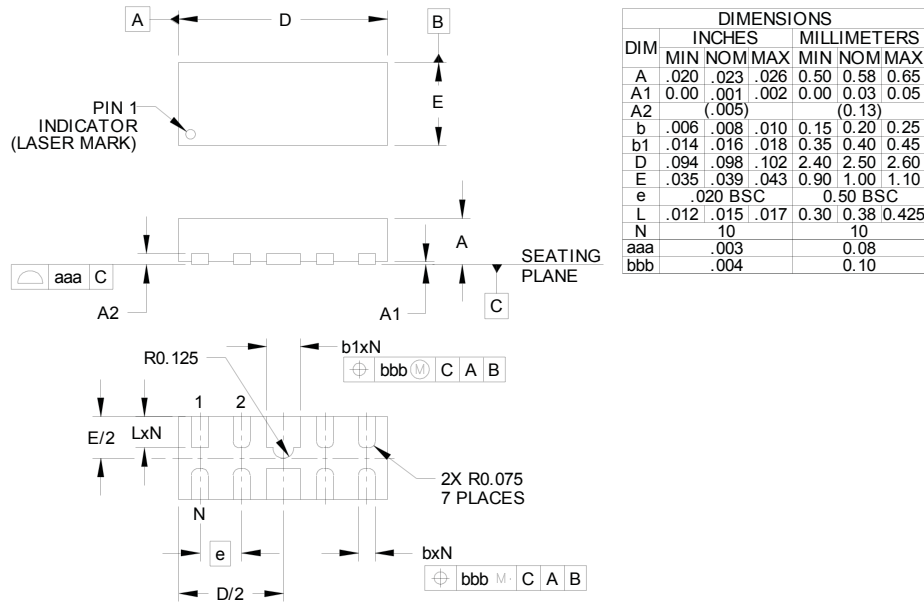 A
D
B
E
PIN 1
INDICATOR
(LASER MARK)
A
SEATING
PLANE
aaa C
A2
A1
C
b1xN
R0.125
bbb M C A B
1 2
E/2
LxN
2X R0.075
7 PLACES
N
e
bxN
bbb M C A B
D/2
DIMENSIONS
DIM INCHES MILLIMETERS
MIN NOM MAX MIN NOM MAX
A .020 .023 .026 0.50 0.58 0.65
A1 0.00 .001 .002 0.00 0.03 0.05
A2 (.005) (0.13)
b .006 .008 .010 0.15 0.20 0.25
b1 .014 .016 .018 0.35 0.40 0.45
D .094 .098 .102 2.40 2.50 2.60
E .035 .039 .043 0.90 1.00 1.10
e .020 BSC 0.50 BSC
L .012 .015 .017 0.30 0.38 0.425
N 10 10
aaa .003 0.08
bbb .004 0.10